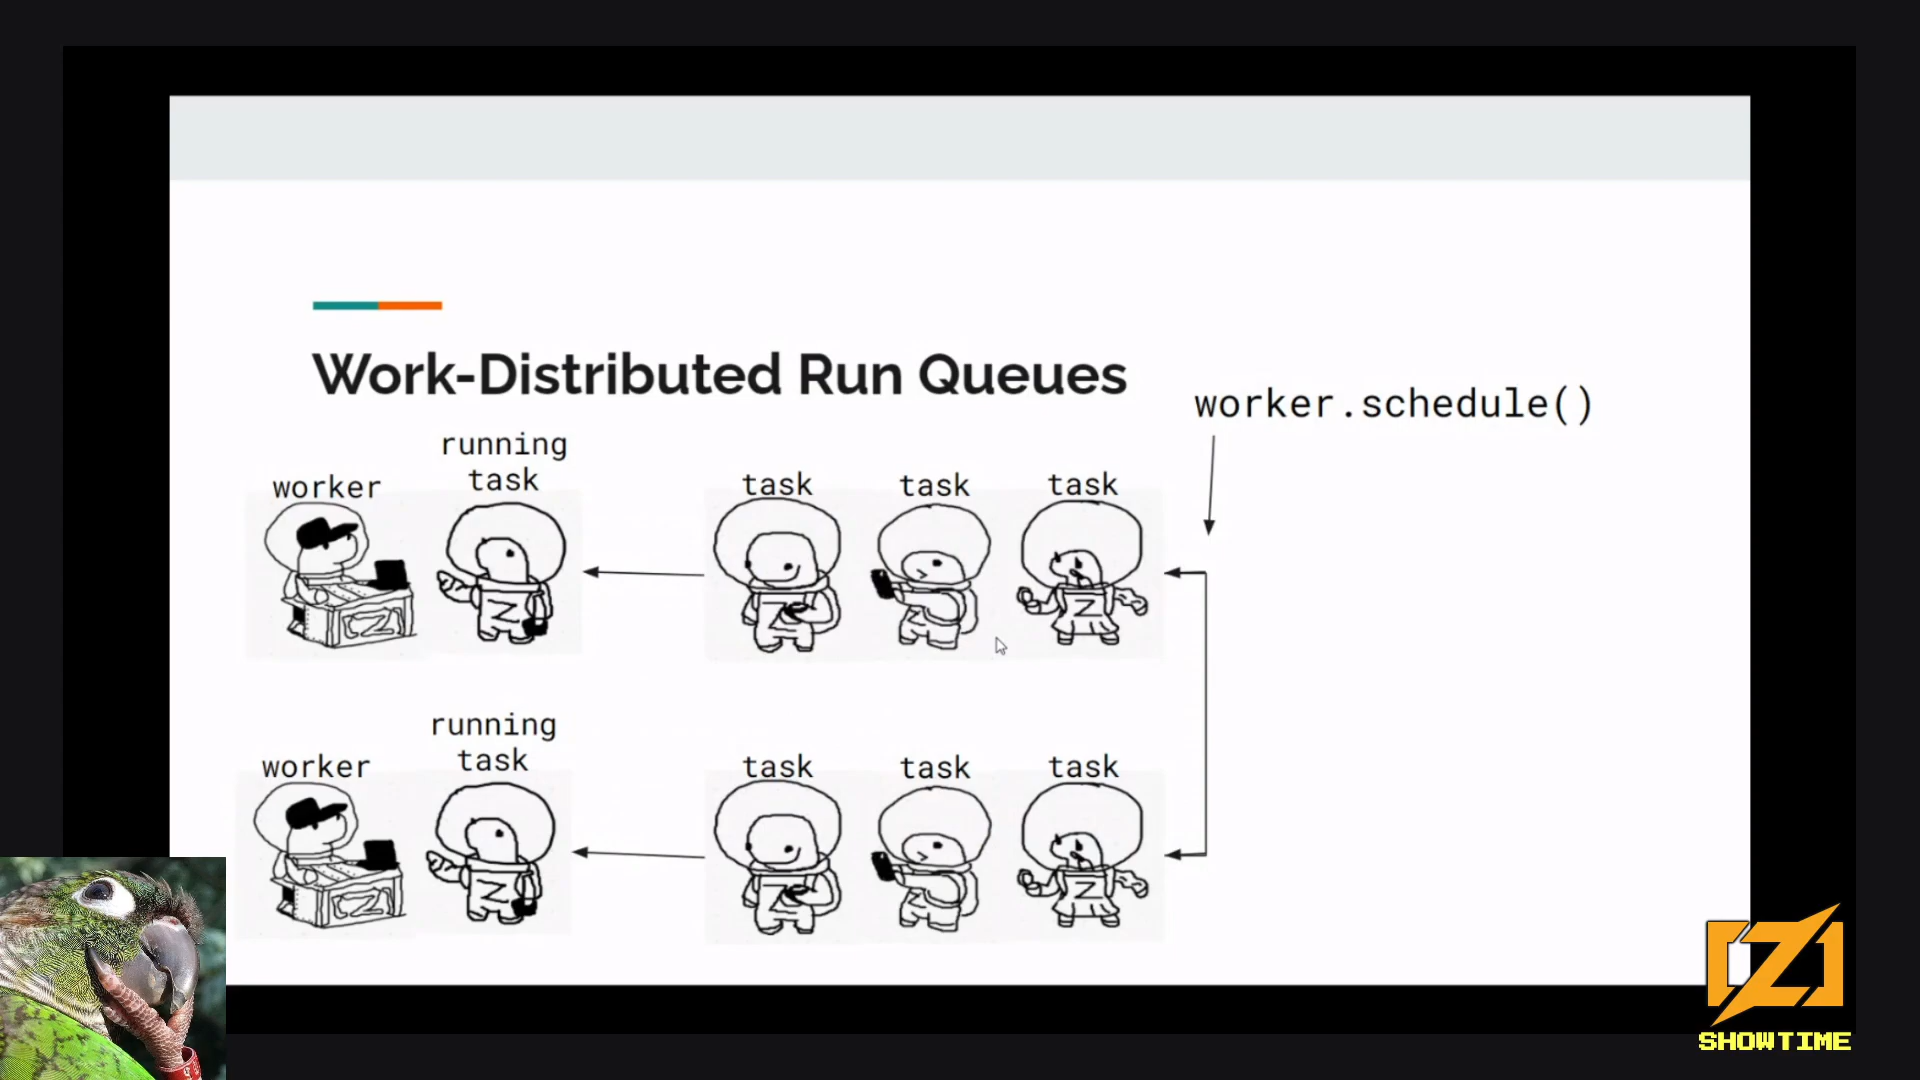 Work-Distributed Run Queues
worker.schedule()
running
task
worker
task
task
task
Z
Z
Z
Z
Z
running
task
worker
task
task
task
Z
Z
Z
Z
Z
Z
SHOWTIME